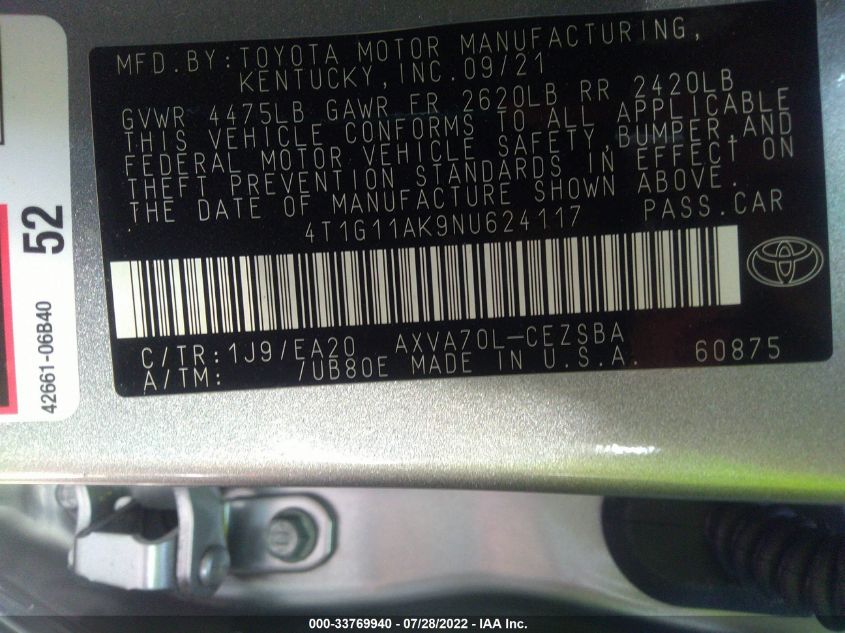 MFD.BY:TOYOTA MOTOR MANUFACTURING,
KENTUCKY,INC.09/21
GVWR 4475LB GAWR FR 2620LB RR 2420LB
THIS VEHICLE CONFORMS TO ALL APPLICABLE
FEDERAL MOTOR VEHICLE SAFETY,BUMPER,AND
THEFT PREVENTION STANDARDS IN EFFECT ON
THE DATE OF MANUFACTURE SHOWN ABOVE.
4T1G11AK9NU624117 PASS.CAR
C/TR:1J9/EA20 AXVA70L-CEZSBA
A/TM: /UB80E MADE IN U.S.A. 60875
52
42661-06B40
000-33769940 - 07/28/2022 - IAA Inc.